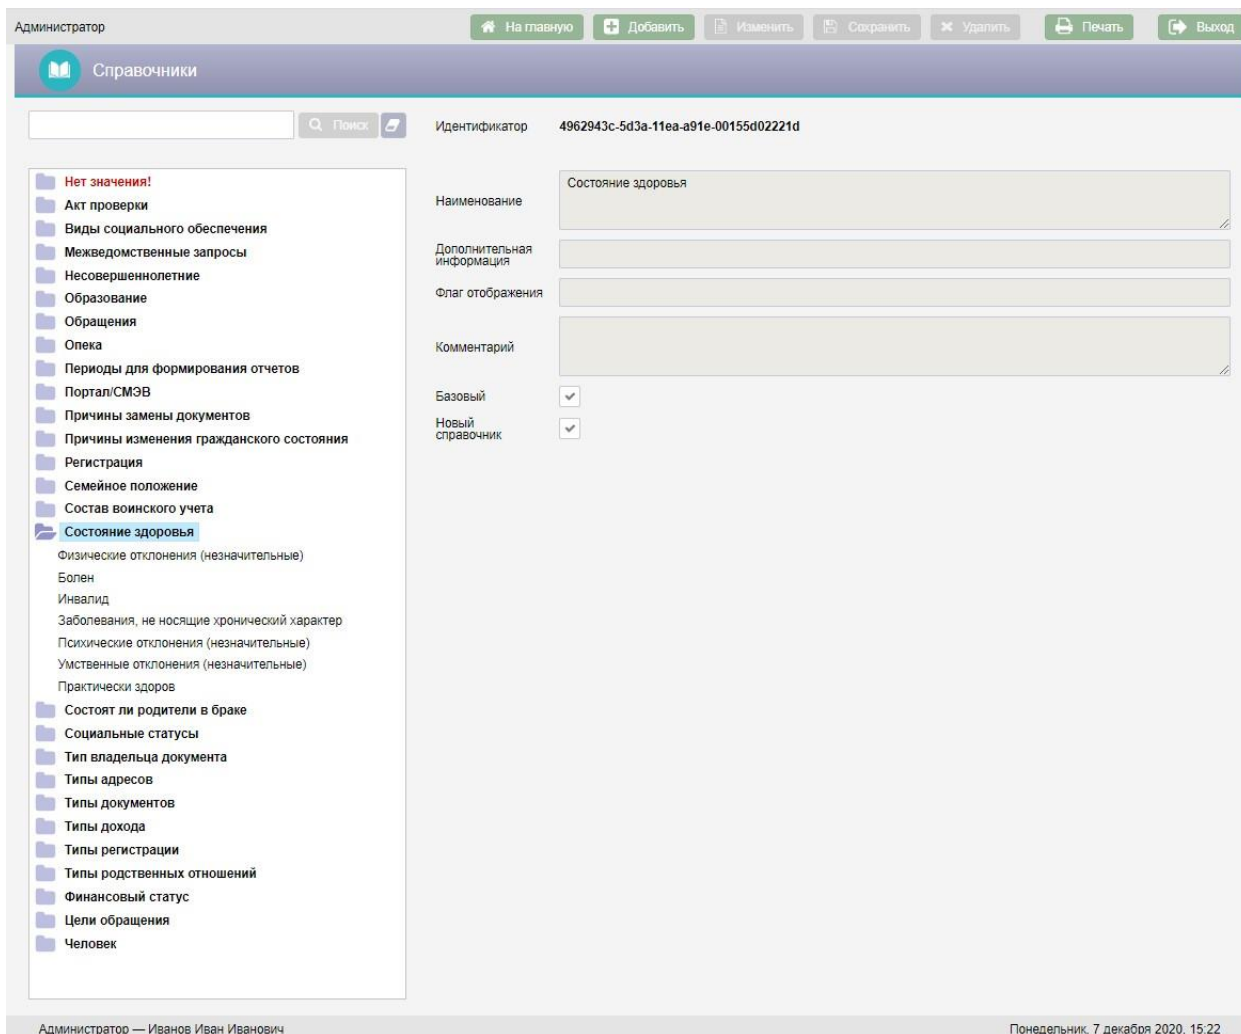 Администратор
На главную
Добавить
Изменить
Сохранить
Удалить
Печать
Выход
Справочники
Поиск
Идентификатор 4962943c-5d3a-11ea-a91e-00155d02221d
Нет значения!
Акт проверки
Виды социального обеспечения
Межведомственные запросы
Несовершеннолетние
Образование
Обращения
Опека
Периоды для формирования отчетов
Портал/СМЭВ
Причины замены документов
Причины изменения гражданского состояния
Регистрация
Семейное положение
Состав воинского учета
Состояние здоровья
Физические отклонения (незначительные)
Болен
Инвалид
Заболевания, не носящие хронический характер
Психические отклонения (незначительные)
Умственные отклонения (незначительные)
Практически здоров
Состоят ли родители в браке
Социальные статусы
Тип владельца документа
Типы адресов
Типы документов
Типы дохода
Типы регистрации
Типы родственных отношений
Финансовый статус
Цели обращения
Человек
Наименование
Состояние здоровья
Дополнительная
информация
Флаг отображения
Комментарий
Базовый
Новый
справочник
Администратор — Иванов Иван Иванович
Понедельник, 7 декабря 2020, 15:22